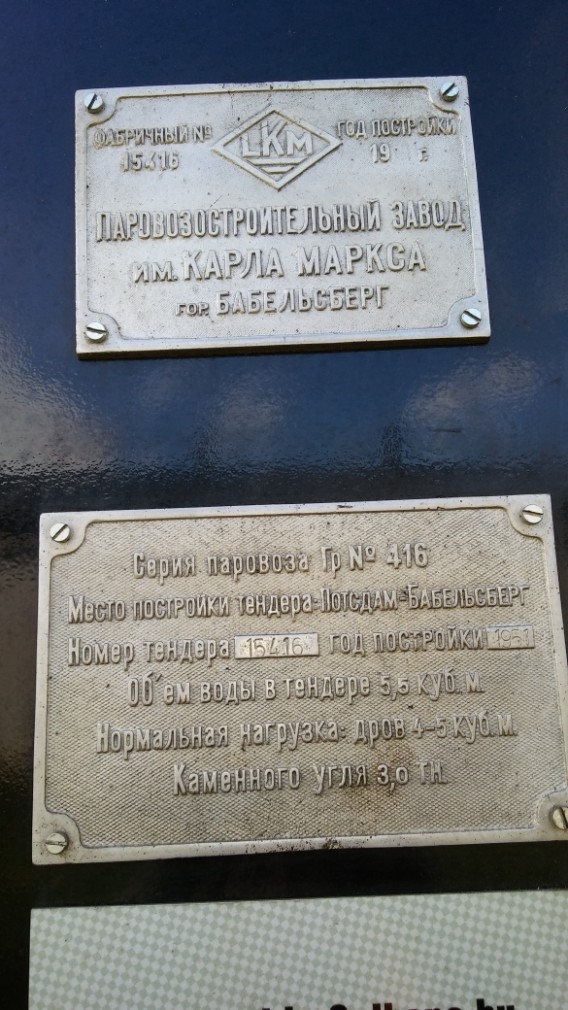 ФАБРИЧНЫЙ № LKM ГОД ПОСТРОЙКИ
15416 19 Г.
ПАРОВОЗОСТРОИТЕЛЬНЫЙ ЗАВОД
ИМ. КАРЛА МАРКСА
ГОР. БАБЕЛЬСБЕРГ
Серия паровоза Гр № 416
Место постройки тендера: Потсдам-Бабельсберг
Номер тендера 15416 год постройки 1951
Об'ем воды в тендере 5,5 куб. м.
Нормальная нагрузка: дров 4-5 куб. м.
Каменного угля 3,0 тн.